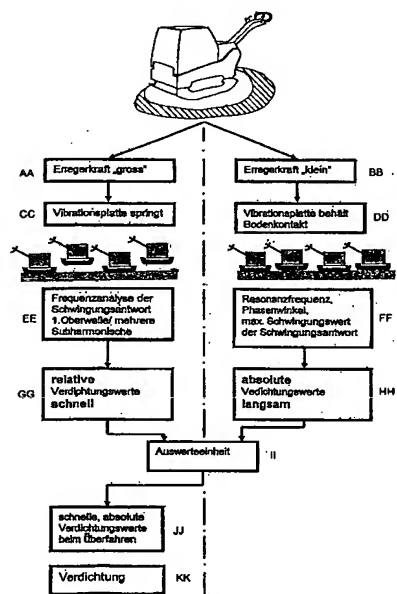 AA
Erregerkraft „gross"
Erregerkraft „klein"
BB
CC
Vibrationsplatte springt
Vibrationsplatte behält
Bodenkontakt
DD
EE
Frequenzanalyse der
Schwingungsantwort
1.Oberwelle/ mehrere
Subharmonische
Resonanzfrequenz,
Phasenwinkel,
max. Schwingungswert
der Schwingungsantwort
FF
GG
relative
Verdichtungswerte
schnell
absolute
Verdichtungswerte
langsam
HH
Auswerteeinheit
II
schnelle, absolute
Verdichtungswerte
beim Überfahren
JJ
Verdichtung
KK